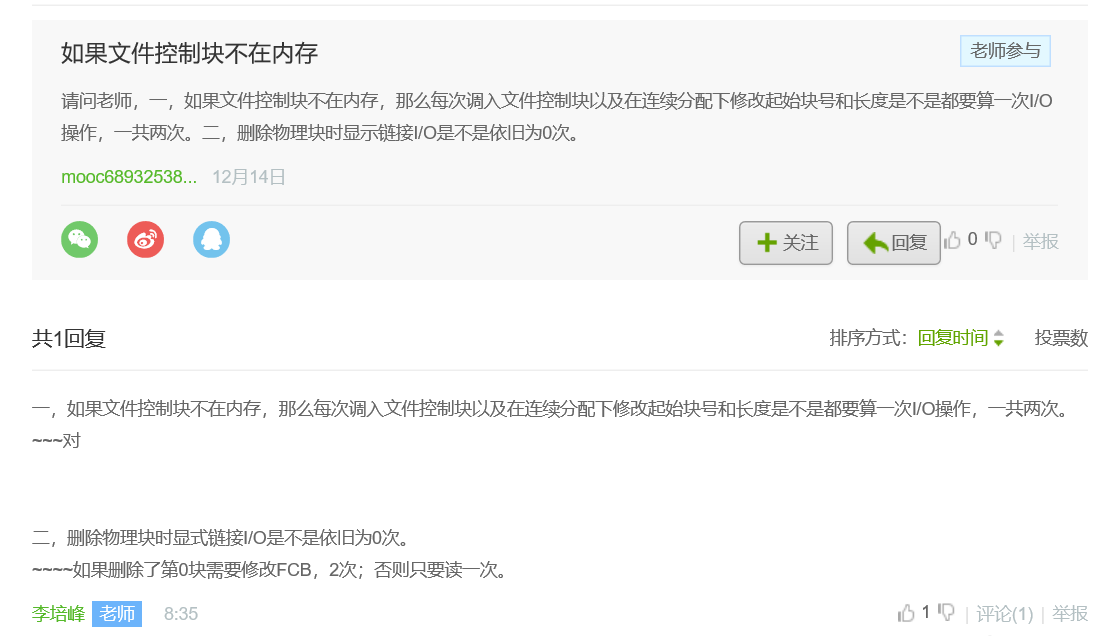 如果文件控制块不在内存
老师参与
请问老师，一，如果文件控制块不在内存，那么每次调入文件控制块以及在连续分配下修改起始块号和长度是不是都要算一次I/O
操作，一共两次。二，删除物理块时显示链接I/O是不是依旧为0次。
mooc68932538... 12月14日
关注 回复 0 | 举报
共1回复
排序方式: 回复时间 投票数
一，如果文件控制块不在内存，那么每次调入文件控制块以及在连续分配下修改起始块号和长度是不是都要算一次I/O操作，一共两次。
~~~对
二，删除物理块时显式链接I/O是不是依旧为0次。
~~~~如果删除了第0块需要修改FCB，2次；否则只要读一次。
李培峰 老师 8:35
1 | 评论(1) | 举报